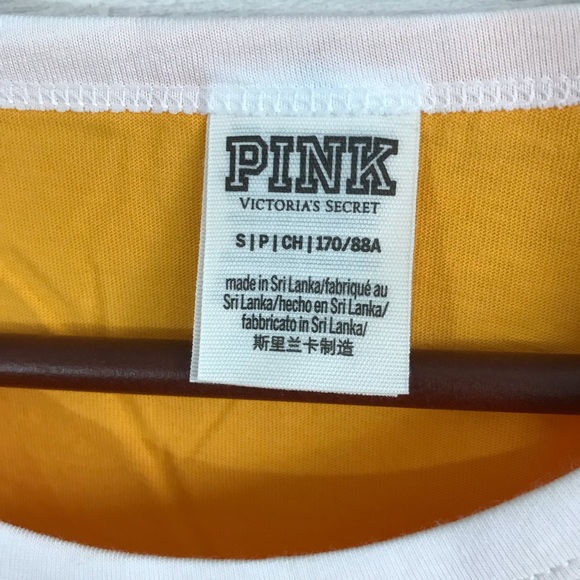 PINK
VICTORIA'S SECRET
S | P | CH | 170/88A
made in Sri Lanka/fabriqué au
Sri Lanka/hecho en Sri Lanka/
fabbricato in Sri Lanka/
斯里兰卡制造